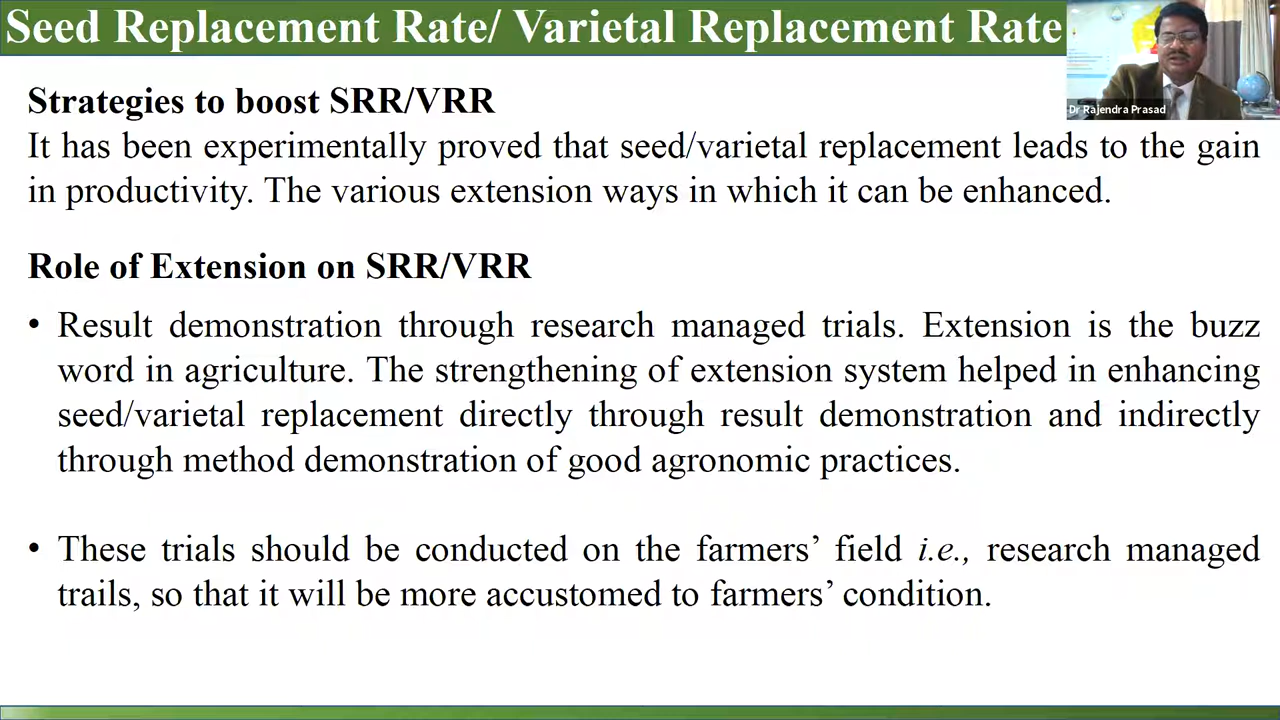 Seed Replacement Rate/ Varietal Replacement Rate
Dr Rajendra Prasad
Strategies to boost SRR/VRR
It has been experimentally proved that seed/varietal replacement leads to the gain
in productivity. The various extension ways in which it can be enhanced.
Role of Extension on SRR/VRR
• Result demonstration through research managed trials. Extension is the buzz
word in agriculture. The strengthening of extension system helped in enhancing
seed/varietal replacement directly through result demonstration and indirectly
through method demonstration of good agronomic practices.
• These trials should be conducted on the farmers’ field i.e., research managed
trails, so that it will be more accustomed to farmers’ condition.